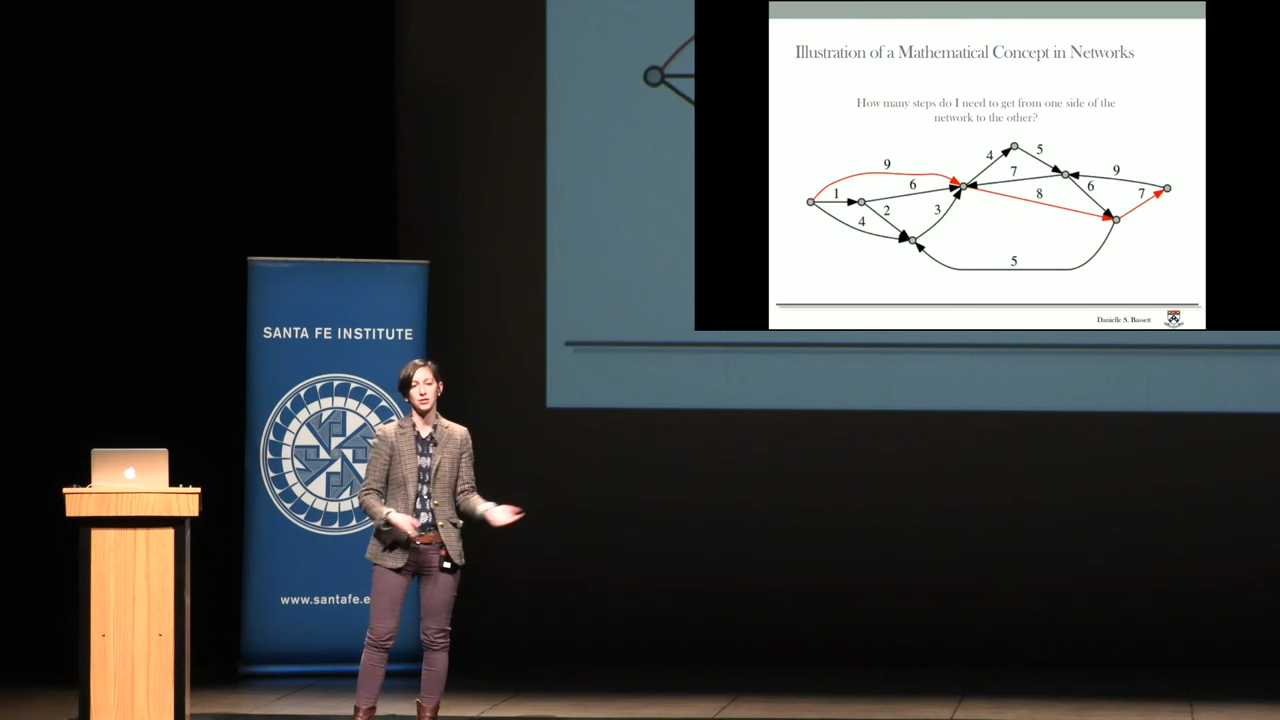 Illustration of a Mathematical Concept in Networks
How many steps do I need to get from one side of the
network to the other?
4
5
9
7
9
1
6
6
8
7
2
3
4
5
Danielle S. Bassett
SANTA FE INSTITUTE
www.santafe.e